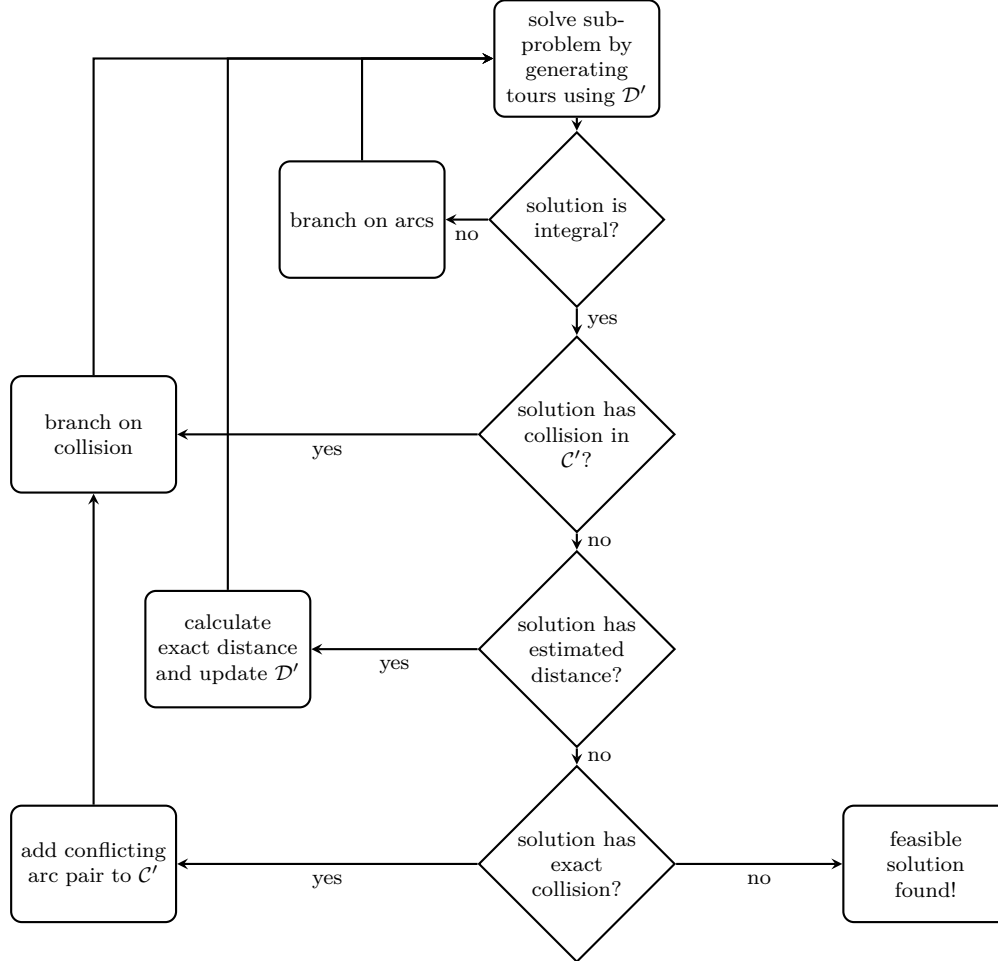 solve sub-
problem by
generating
tours using 𝒟′
branch on arcs
no
solution is
integral?
yes
branch on
collision
yes
solution has
collision in
𝒞′?
no
calculate
exact distance
and update 𝒟′
yes
solution has
estimated
distance?
no
add conflicting
arc pair to 𝒞′
yes
solution has
exact
collision?
no
feasible
solution
found!